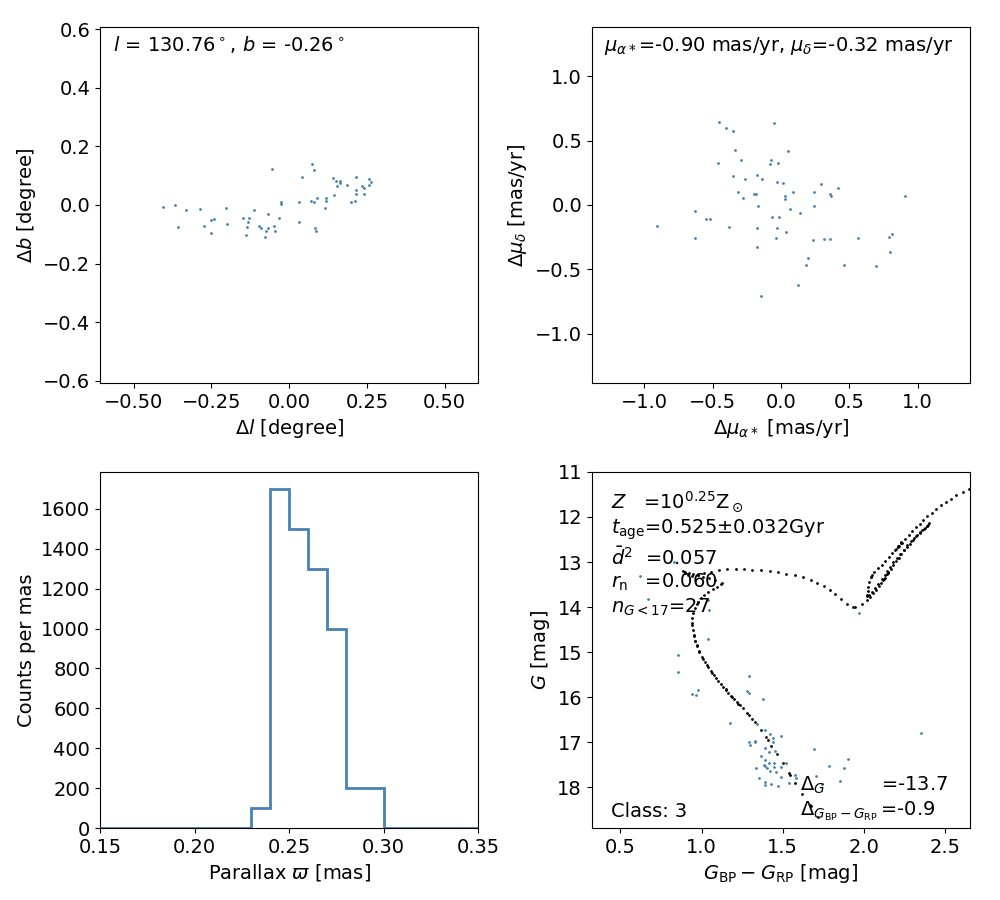 l = 130.76°, b = -0.26°
0.6
0.4
0.2
0.0
−0.2
−0.4
−0.6
Δb [degree]
−0.50 −0.25 0.00 0.25 0.50
Δl [degree]
μα*=-0.90 mas/yr, μδ=-0.32 mas/yr
1.0
0.5
0.0
−0.5
−1.0
Δμδ [mas/yr]
−1.0 −0.5 0.0 0.5 1.0
Δμα* [mas/yr]
1600
1400
1200
1000
800
600
400
200
0
Counts per mas
0.15 0.20 0.25 0.30 0.35
Parallax ϖ [mas]
11
12
13
14
15
16
17
18
G [mag]
Z =10^0.25 Z⊙
t_age=0.525±0.032Gyr
d̄² =0.057
r_n =0.060
n_G<17=27
Δ_G =-13.7
Class: 3 Δ_GBP−GRP =-0.9
0.5 1.0 1.5 2.0 2.5
G_BP − G_RP [mag]